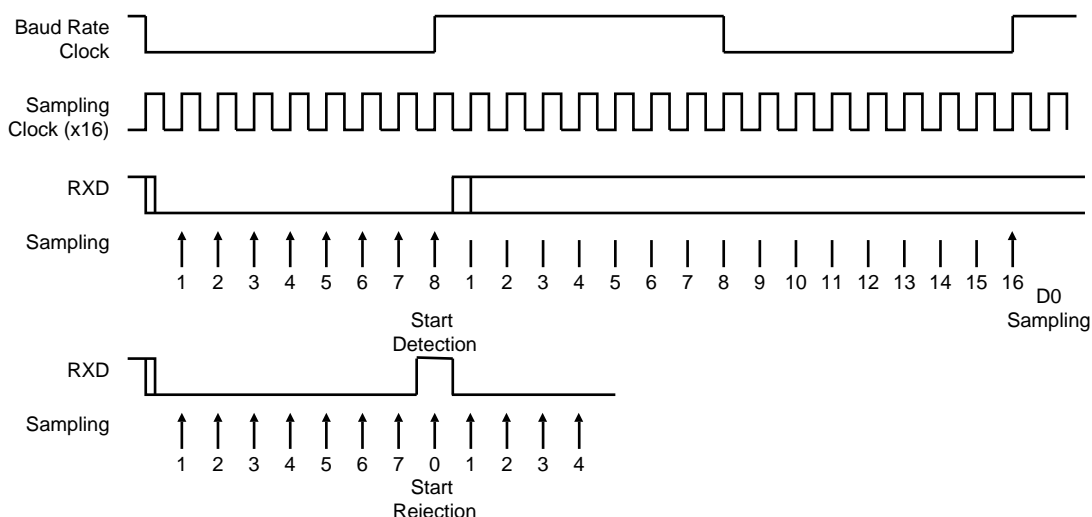 Baud Rate
Clock
Sampling
Clock (x16)
RXD
Sampling
1 2 3 4 5 6 7 8 1 2 3 4 5 6 7 8 9 10 11 12 13 14 15 16
D0
Sampling
Start
Detection
RXD
Sampling
1 2 3 4 5 6 7 0 1 2 3 4
Start
Rejection